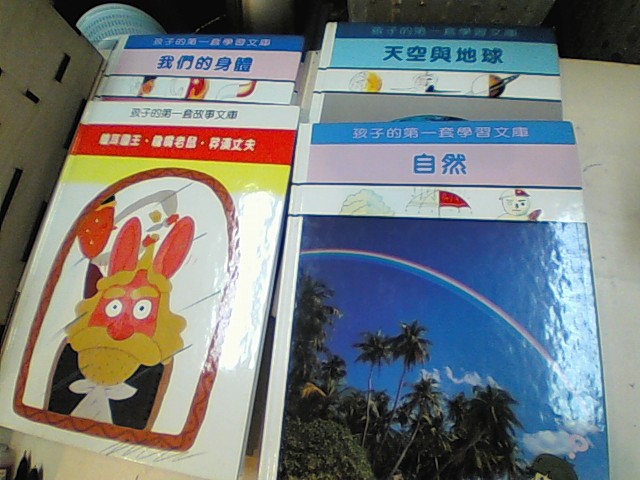 孩子的第一套學習文庫
我們的身體
孩子的第一套學習文庫
天空與地球
孩子的第一套故事文庫
孩子的第一套學習文庫
自然